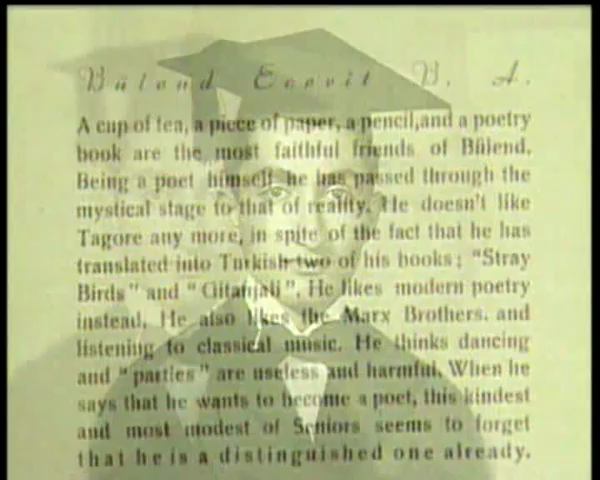 Bülend Ecevit B. A.
A cup of tea, a piece of paper, a pencil, and a poetry
book are the most faithful friends of Bülend.
Being a poet himself he has passed through the
mystical stage to that of reality. He doesn't like
Tagore any more, in spite of the fact that he has
translated into Turkish two of his books; "Stray
Birds" and "Gitanjali". He likes modern poetry
instead. He also likes the Marx Brothers, and
listening to classical music. He thinks dancing
and "parties" are useless and harmful. When he
says that he wants to become a poet, this kindest
and most modest of Seniors seems to forget
that he is a distinguished one already.